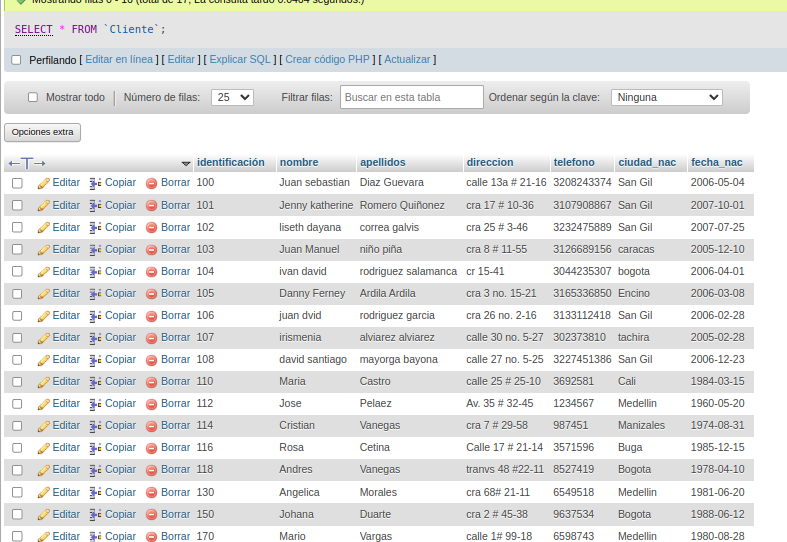 Mostrando filas 0 - 16 (total de 17, La consulta tardó 0.0464 segundos.)
SELECT * FROM `Cliente`;
Perfilando [ Editar en línea ] [ Editar ] [ Explicar SQL ] [ Crear código PHP ] [ Actualizar ]
Mostrar todo | Número de filas: 25 Filtrar filas: Buscar en esta tabla Ordenar según la clave: Ninguna
Opciones extra
←T→ identificación nombre apellidos direccion telefono ciudad_nac fecha_nac
Editar Copiar Borrar 100 Juan sebastian Diaz Guevara calle 13a # 21-16 3208243374 San Gil 2006-05-04
Editar Copiar Borrar 101 Jenny katherine Romero Quiñonez cra 17 # 10-36 3107908867 San Gil 2007-10-01
Editar Copiar Borrar 102 liseth dayana correa galvis cra 25 # 3-46 3232475889 San Gil 2007-07-25
Editar Copiar Borrar 103 Juan Manuel niño piña cra 8 # 11-55 3126689156 caracas 2005-12-10
Editar Copiar Borrar 104 ivan david rodriguez salamanca cr 15-41 3044235307 bogota 2006-04-01
Editar Copiar Borrar 105 Danny Ferney Ardila Ardila cra 3 no. 15-21 3165336850 Encino 2006-03-08
Editar Copiar Borrar 106 juan dvid rodriguez garcia cra 26 no. 2-16 3133112418 San Gil 2006-02-28
Editar Copiar Borrar 107 irismenia alviarez alviarez calle 30 no. 5-27 302373810 tachira 2005-02-28
Editar Copiar Borrar 108 david santiago mayorga bayona calle 27 no. 5-25 3227451386 San Gil 2006-12-23
Editar Copiar Borrar 110 Maria Castro calle 25 # 25-10 3692581 Cali 1984-03-15
Editar Copiar Borrar 112 Jose Pelaez Av. 35 # 32-45 1234567 Medellin 1960-05-20
Editar Copiar Borrar 114 Cristian Vanegas cra 7 # 29-58 987451 Manizales 1974-08-31
Editar Copiar Borrar 116 Rosa Cetina Calle 17 # 21-14 3571596 Buga 1985-12-15
Editar Copiar Borrar 118 Andres Vanegas tranvs 48 #22-11 8527419 Bogota 1978-04-10
Editar Copiar Borrar 130 Angelica Morales cra 68# 21-11 6549518 Medellin 1981-06-20
Editar Copiar Borrar 150 Johana Duarte cra 2 # 45-38 9637534 Bogota 1988-06-12
Editar Copiar Borrar 170 Mario Vargas calle 1# 99-18 6598743 Medellin 1980-08-28